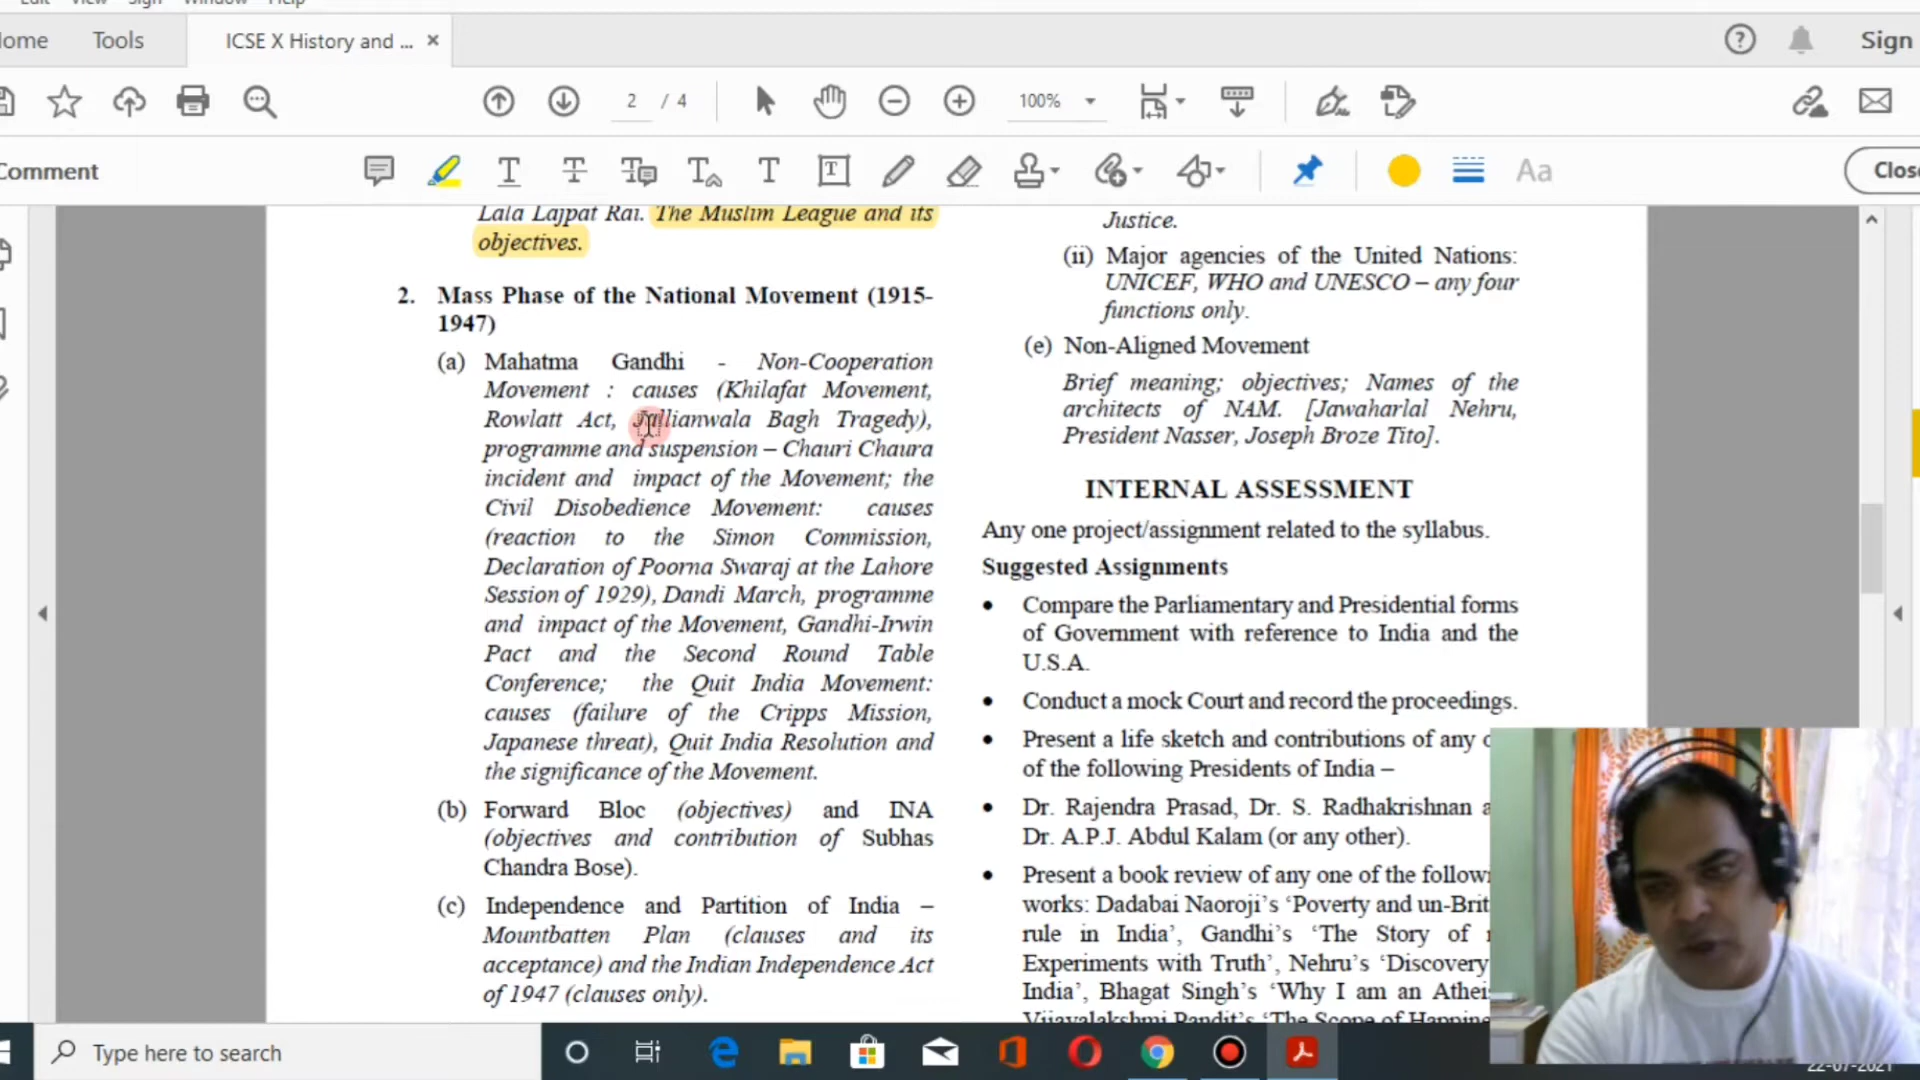 Edit View Sign Window Help
Tools
ICSE X History and ...
Sign
2 / 4
100%
Comment
Aa
Lala Lajpat Rai. The Muslim League and its
objectives.
2. Mass Phase of the National Movement (1915-
1947)
(a) Mahatma Gandhi - Non-Cooperation
Movement : causes (Khilafat Movement,
Rowlatt Act, Jallianwala Bagh Tragedy),
programme and suspension – Chauri Chaura
incident and impact of the Movement; the
Civil Disobedience Movement: causes
(reaction to the Simon Commission,
Declaration of Poorna Swaraj at the Lahore
Session of 1929), Dandi March, programme
and impact of the Movement, Gandhi-Irwin
Pact and the Second Round Table
Conference; the Quit India Movement:
causes (failure of the Cripps Mission,
Japanese threat), Quit India Resolution and
the significance of the Movement.
(b) Forward Bloc (objectives) and INA
(objectives and contribution of Subhas
Chandra Bose).
(c) Independence and Partition of India –
Mountbatten Plan (clauses and its
acceptance) and the Indian Independence Act
of 1947 (clauses only).
Justice.
(ii) Major agencies of the United Nations:
UNICEF, WHO and UNESCO – any four
functions only.
(e) Non-Aligned Movement
Brief meaning; objectives; Names of the
architects of NAM. [Jawaharlal Nehru,
President Nasser, Joseph Broze Tito].
INTERNAL ASSESSMENT
Any one project/assignment related to the syllabus.
Suggested Assignments
• Compare the Parliamentary and Presidential forms
of Government with reference to India and the
U.S.A.
• Conduct a mock Court and record the proceedings.
• Present a life sketch and contributions of any
of the following Presidents of India –
• Dr. Rajendra Prasad, Dr. S. Radhakrishnan
Dr. A.P.J. Abdul Kalam (or any other).
• Present a book review of any one of the
works: Dadabai Naoroji's ‘Poverty and
rule in India’, Gandhi's ‘The Story of
Experiments with Truth’, Nehru's ‘Discovery
India’, Bhagat Singh's ‘Why I am an
Vijayalakshmi Pandit's ‘The Scope of
Type here to search
22-07-2021